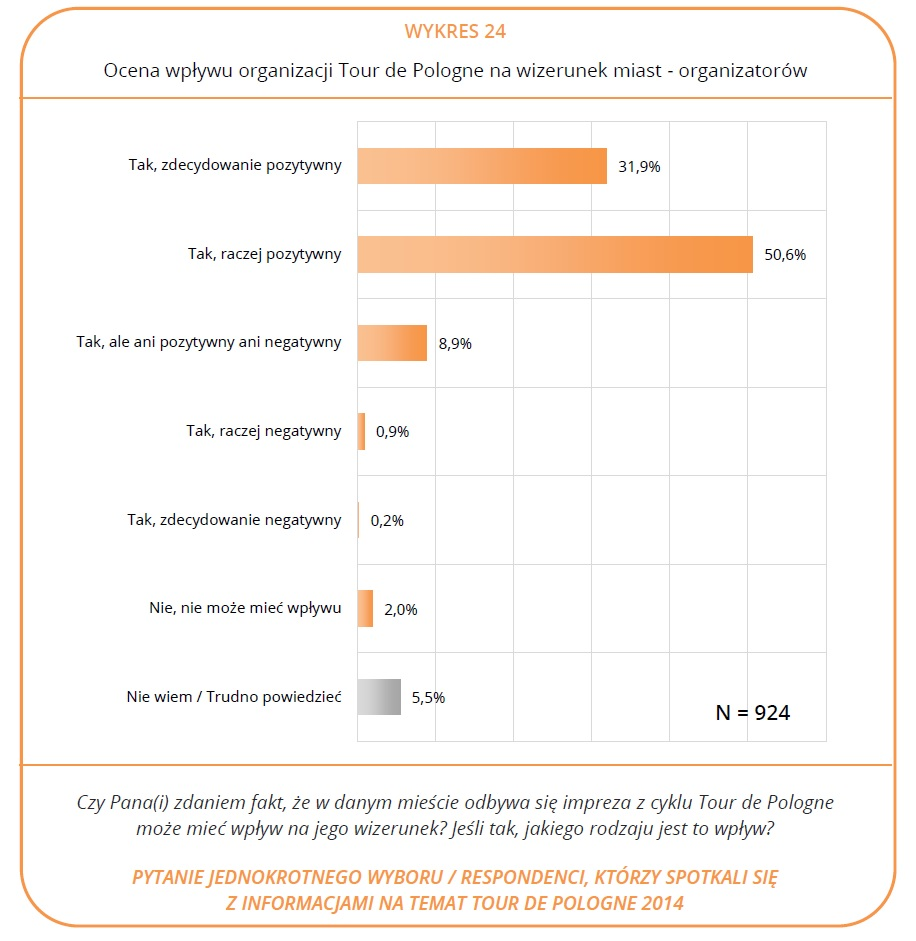 WYKRES 24
Ocena wpływu organizacji Tour de Pologne na wizerunek miast - organizatorów
Tak, zdecydowanie pozytywny 31,9%
Tak, raczej pozytywny 50,6%
Tak, ale ani pozytywny ani negatywny 8,9%
Tak, raczej negatywny 0,9%
Tak, zdecydowanie negatywny 0,2%
Nie, nie może mieć wpływu 2,0%
Nie wiem / Trudno powiedzieć 5,5%
N = 924
Czy Pana(i) zdaniem fakt, że w danym mieście odbywa się impreza z cyklu Tour de Pologne
może mieć wpływ na jego wizerunek? Jeśli tak, jakiego rodzaju jest to wpływ?
PYTANIE JEDNOKROTNEGO WYBORU / RESPONDENCI, KTÓRZY SPOTKALI SIĘ
Z INFORMACJAMI NA TEMAT TOUR DE POLOGNE 2014